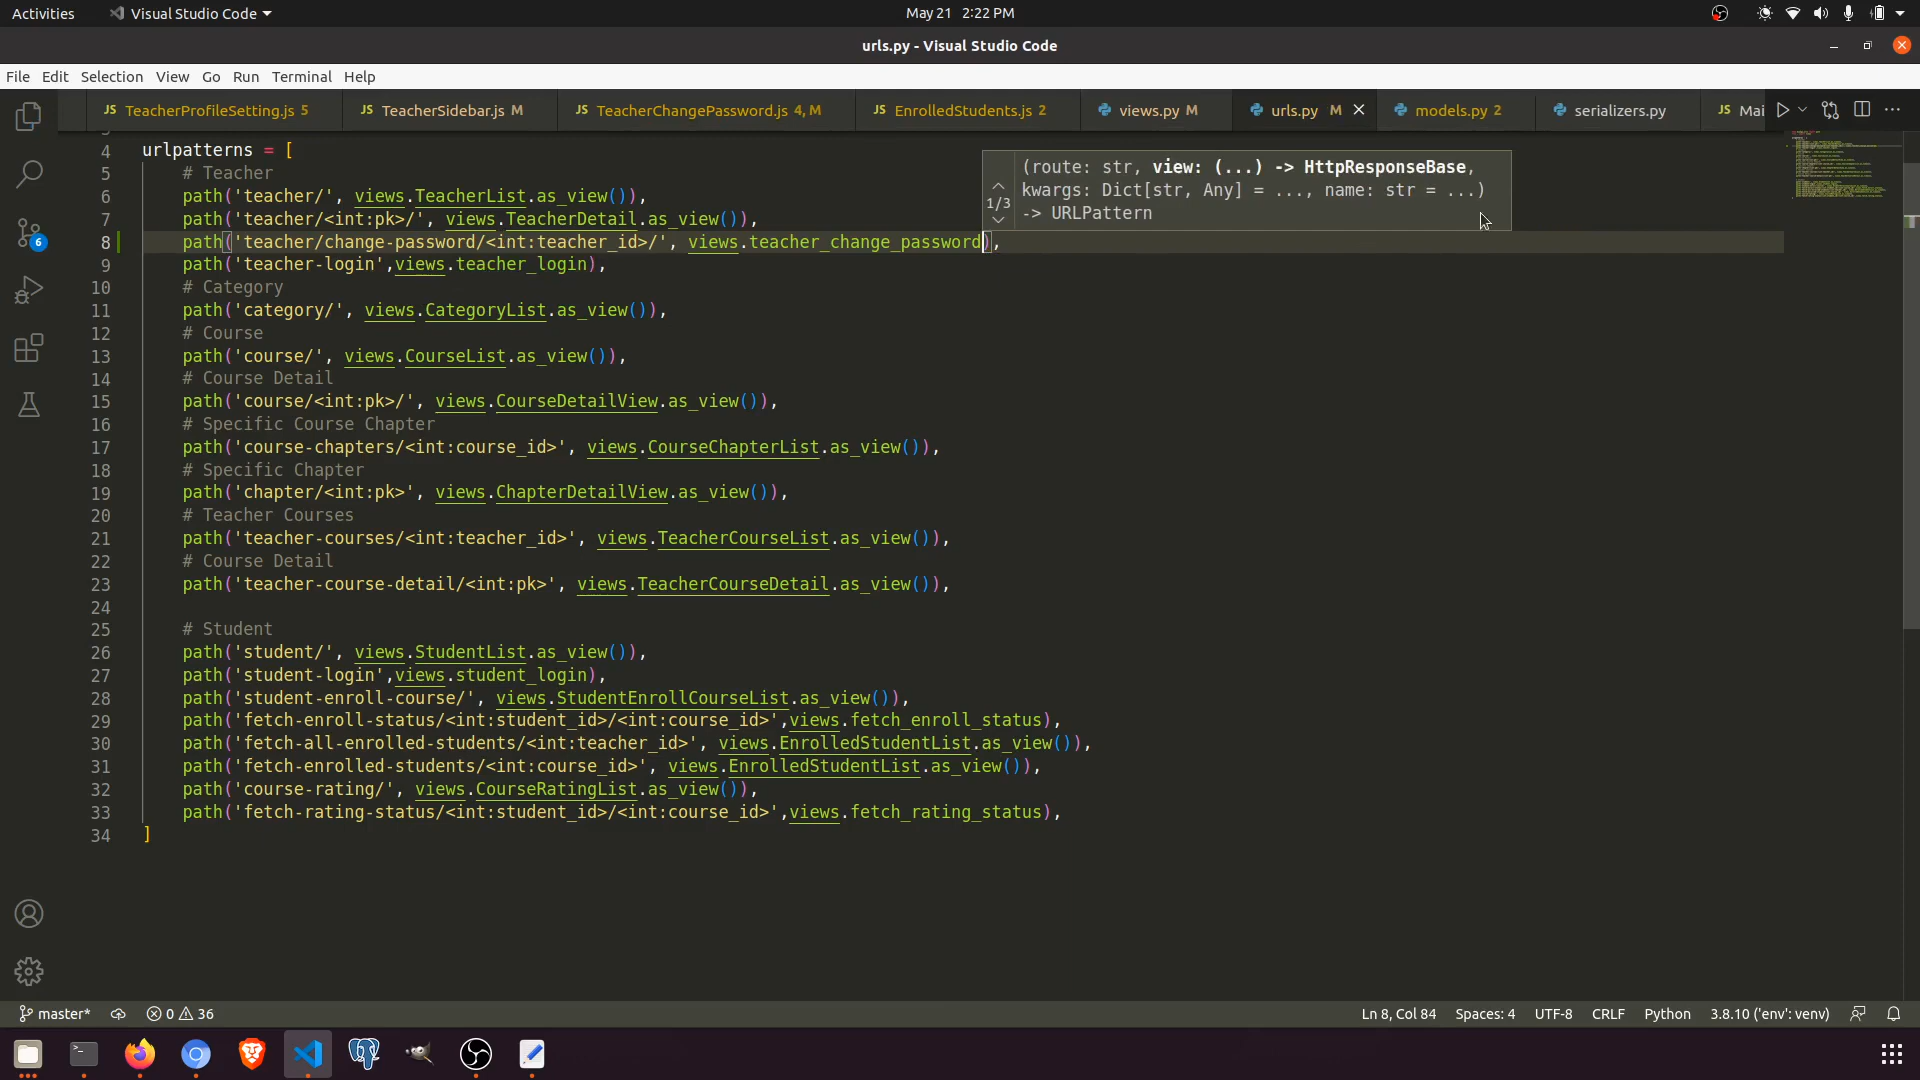 Activities Visual Studio Code May 21 2:22 PM
urls.py - Visual Studio Code
File Edit Selection View Go Run Terminal Help
JS TeacherProfileSetting.js 5 JS TeacherSidebar.js M JS TeacherChangePassword.js 4, M JS EnrolledStudents.js 2 views.py M urls.py M models.py 2 serializers.py JS Mai
4 urlpatterns = [
(route: str, view: (...) -> HttpResponseBase,
kwargs: Dict[str, Any] = ..., name: str = ...)
-> URLPattern
1/3
5 # Teacher
6 path('teacher/', views.TeacherList.as_view()),
7 path('teacher/<int:pk>/', views.TeacherDetail.as_view()),
8 path('teacher/change-password/<int:teacher_id>/', views.teacher_change_password),
9 path('teacher-login',views.teacher_login),
10 # Category
11 path('category/', views.CategoryList.as_view()),
12 # Course
13 path('course/', views.CourseList.as_view()),
14 # Course Detail
15 path('course/<int:pk>/', views.CourseDetailView.as_view()),
16 # Specific Course Chapter
17 path('course-chapters/<int:course_id>', views.CourseChapterList.as_view()),
18 # Specific Chapter
19 path('chapter/<int:pk>', views.ChapterDetailView.as_view()),
20 # Teacher Courses
21 path('teacher-courses/<int:teacher_id>', views.TeacherCourseList.as_view()),
22 # Course Detail
23 path('teacher-course-detail/<int:pk>', views.TeacherCourseDetail.as_view()),
24
25 # Student
26 path('student/', views.StudentList.as_view()),
27 path('student-login',views.student_login),
28 path('student-enroll-course/', views.StudentEnrollCourseList.as_view()),
29 path('fetch-enroll-status/<int:student_id>/<int:course_id>',views.fetch_enroll_status),
30 path('fetch-all-enrolled-students/<int:teacher_id>', views.EnrolledStudentList.as_view()),
31 path('fetch-enrolled-students/<int:course_id>', views.EnrolledStudentList.as_view()),
32 path('course-rating/', views.CourseRatingList.as_view()),
33 path('fetch-rating-status/<int:student_id>/<int:course_id>',views.fetch_rating_status),
34 ]
6
master* 0 36 Ln 8, Col 84 Spaces: 4 UTF-8 CRLF Python 3.8.10 ('env': venv)